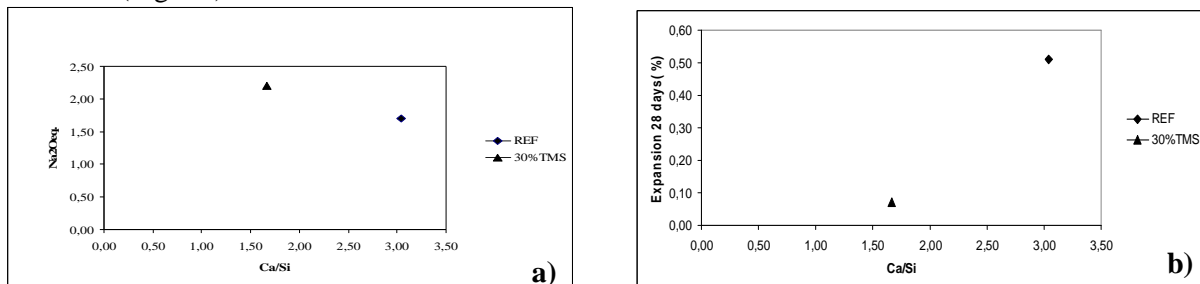 2,50
2,00
1,50
1,00
0,50
0,00
Na2Oeq.
0,00 0,50 1,00 1,50 2,00 2,50 3,00 3,50
Ca/Si
REF
30%TMS
a)
0,60
0,50
0,40
0,30
0,20
0,10
0,00
Expansion 28 days( %)
0,00 0,50 1,00 1,50 2,00 2,50 3,00 3,50
Ca/Si
REF
30%TMS
b)